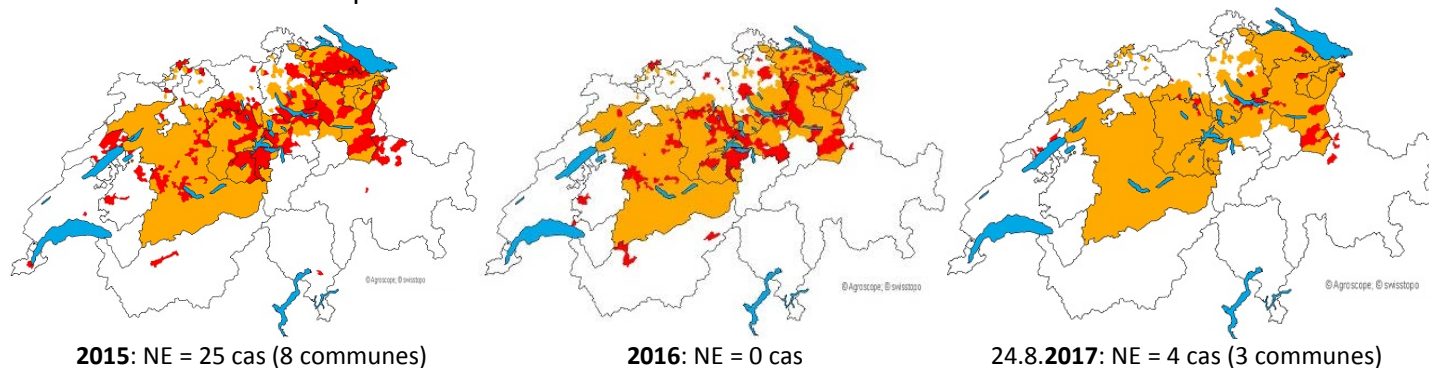 © Agroscope; © swisstopo
© Agroscope; © swisstopo
© Agroscope; © swisstopo
2015: NE = 25 cas (8 communes)
2016: NE = 0 cas
24.8.2017: NE = 4 cas (3 communes)